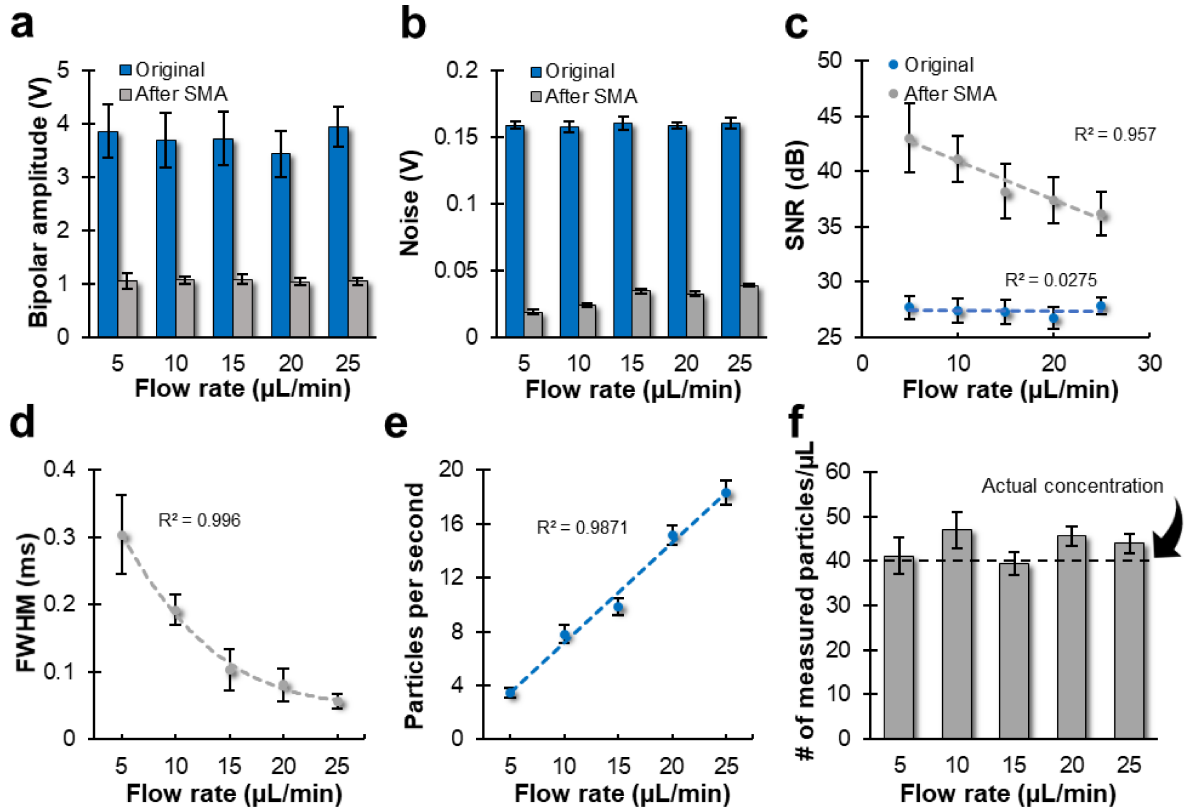 a
Bipolar amplitude (V)
5
4
3
2
1
0
Original
After SMA
5 10 15 20 25
Flow rate (µL/min)
b
Noise (V)
0.2
0.15
0.1
0.05
0
Original
After SMA
5 10 15 20 25
Flow rate (µL/min)
c
SNR (dB)
50
45
40
35
30
25
Original
After SMA
R² = 0.957
R² = 0.0275
0 10 20 30
Flow rate (µL/min)
d
FWHM (ms)
0.4
0.3
0.2
0.1
0
R² = 0.996
5 10 15 20 25
Flow rate (µL/min)
e
Particles per second
20
16
12
8
4
0
R² = 0.9871
5 10 15 20 25
Flow rate (µL/min)
f
# of measured particles/µL
60
50
40
30
20
10
0
Actual concentration
5 10 15 20 25
Flow rate (µL/min)